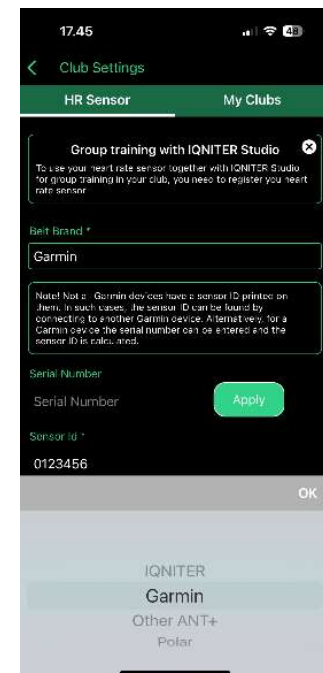 17.45
48
Club Settings
HR Sensor
My Clubs
Group training with IQNITER Studio
To use your heart rate sensor together with IQNITER Studio
for group training in your club, you need to register you heart
rate sensor
Belt Brand *
Garmin
Note! Not a Garmin devices have a sensor ID printed on
them. In such cases, the sensor ID can be found by
connecting to another Garmin device. Alternatively, for a
Garmin device the serial number can be entered and the
sensor ID is calculated.
Serial Number
Serial Number
Apply
Sensor Id *
0123456
OK
IQNITER
Garmin
Other ANT+
Polar